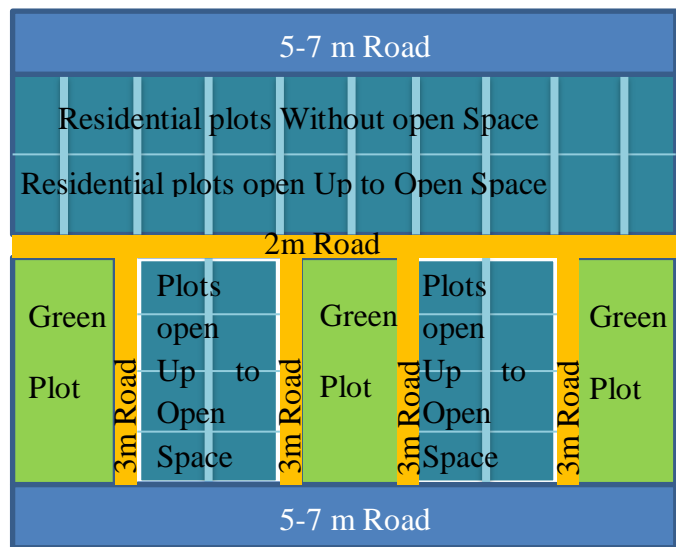 5-7 m Road
Residential plots Without open Space
Residential plots open Up to Open Space
2m Road
Green
Plot
3m Road
Plots
open
Up to
Open
Space
3m Road
Green
Plot
3m Road
Plots
open
Up to
Open
Space
3m Road
Green
Plot
5-7 m Road